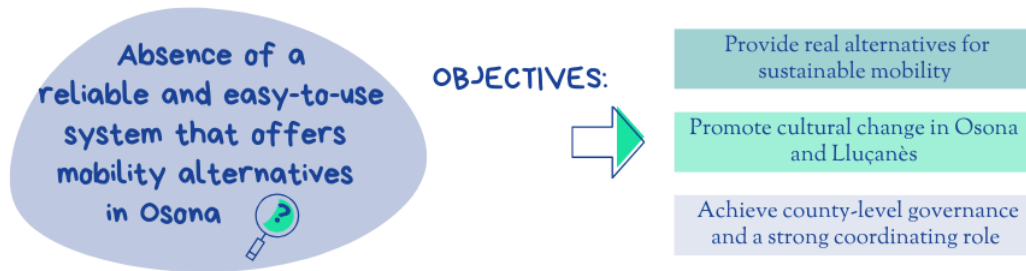 Absence of a
reliable and easy-to-use
system that offers
mobility alternatives
in Osona
?
OBJECTIVES:
Provide real alternatives for
sustainable mobility
Promote cultural change in Osona
and Lluçanès
Achieve county-level governance
and a strong coordinating role